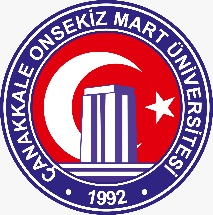 ÇANAKKALE ONSEKİZ MART ÜNİVERSİTESİ
• 1992 •